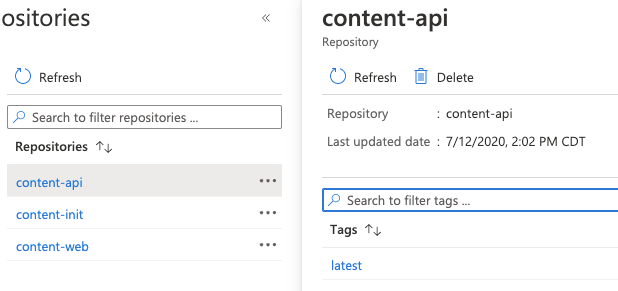 ositories «
Refresh
Search to filter repositories ...
Repositories ↑↓
content-api ...
content-init ...
content-web ...
content-api
Repository
Refresh Delete
Repository : content-api
Last updated date : 7/12/2020, 2:02 PM CDT
Search to filter tags ...
Tags ↑↓
latest